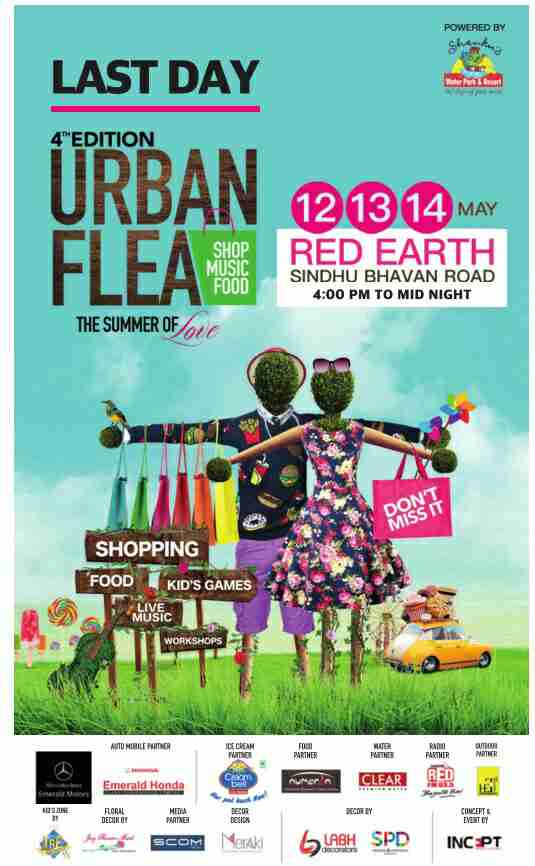 POWERED BY
Shanku's
Water Park & Resort
LAST DAY
4TH EDITION
URBAN
FLEA
SHOP
MUSIC
FOOD
THE SUMMER OF Love
12 13 14 MAY
RED EARTH
SINDHU BHAVAN ROAD
4:00 PM TO MID NIGHT
DON'T
MISS IT
SHOPPING
FOOD
KID'S GAMES
LIVE
MUSIC
WORKSHOPS
AUTO MOBILE PARTNER
Mercedes-Benz
Emerald Motors
HONDA
Emerald Honda
ICE CREAM
PARTNER
Cream
bell
FOOD
PARTNER
WATER
PARTNER
CLEAR
PREMIUM WATER
RADIO
PARTNER
RED
FM
OUTDOOR
PARTNER
KID'S ZONE
BY
FLORAL
DECOR BY
MEDIA
PARTNER
SCOM
DECOR
DESIGN
MERAKI
DECOR BY
LABH
decorators
SPD
CONCEPT &
EVENT BY
INCEPT